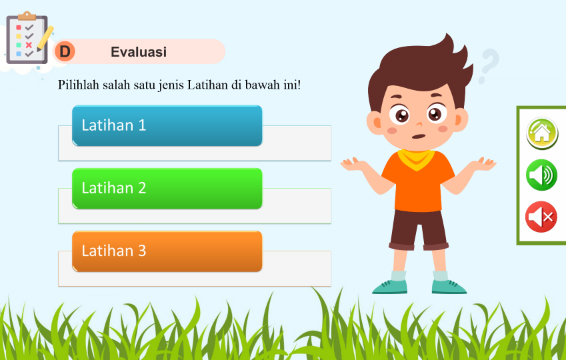 D
Evaluasi
Pilihlah salah satu jenis Latihan di bawah ini!
Latihan 1
Latihan 2
Latihan 3
?